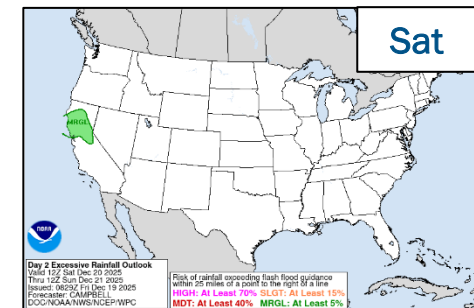 Sat
MRGL
NOAA
Day 2 Excessive Rainfall Outlook
Valid 12Z Sat Dec 20 2025
Thru 12Z Sun Dec 21 2025
Issued: 0829Z Fri Dec 19 2025
Forecaster: CAMPBELL
DOC/NOAA/NWS/NCEP/WPC
Risk of rainfall exceeding flash flood guidance
within 25 miles of a point to the right of a line
HIGH: At Least 70% SLGT: At Least 15%
MDT: At Least 40% MRGL: At Least 5%